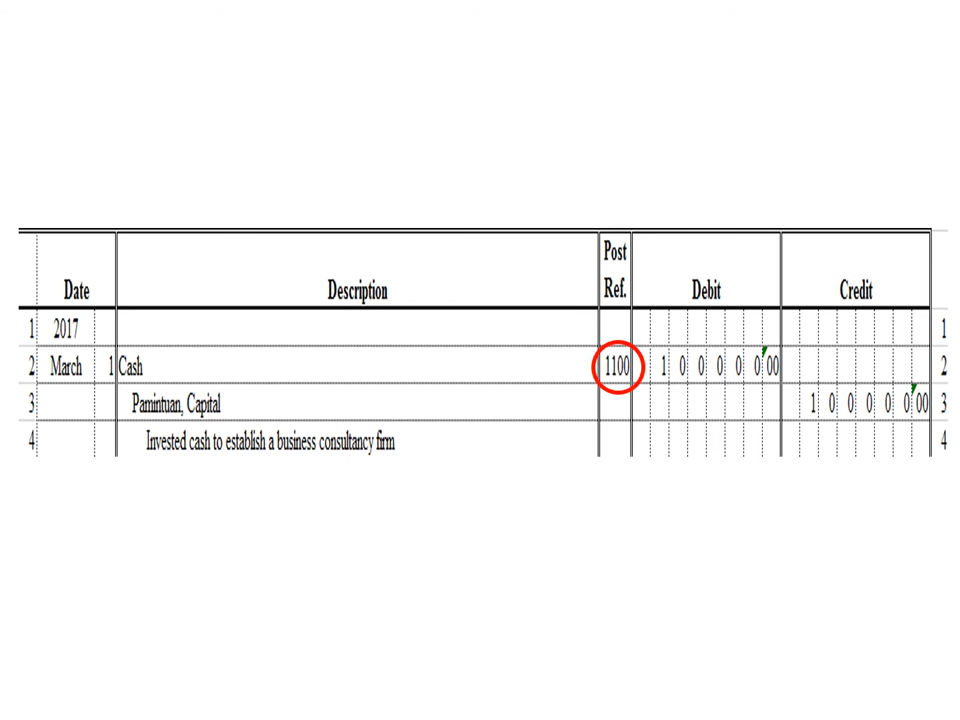 Date Description Post Ref. Debit Credit
1 2017 1
2 March 1 Cash 1100 1 0 0 0 0 0 00 2
3 Pamintuan, Capital 1 0 0 0 0 0 00 3
4 Invested cash to establish a business consultancy firm 4